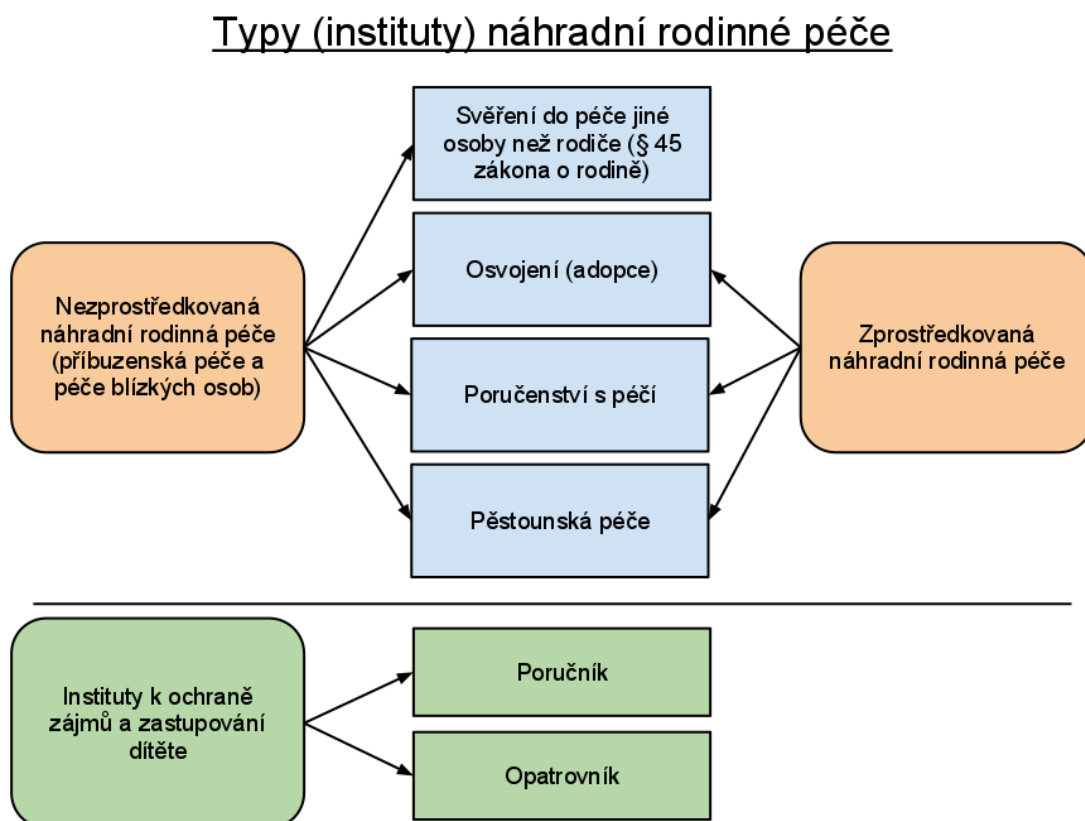 Typy (instituty) náhradní rodinné péče
Svěření do péče jiné
osoby než rodiče (§ 45
zákona o rodině)
Osvojení (adopce)
Nezprostředkovaná
náhradní rodinná péče
(příbuzenská péče a
péče blízkých osob)
Zprostředkovaná
náhradní rodinná péče
Poručenství s péčí
Pěstounská péče
Instituty k ochraně
zájmů a zastupování
dítěte
Poručník
Opatrovník